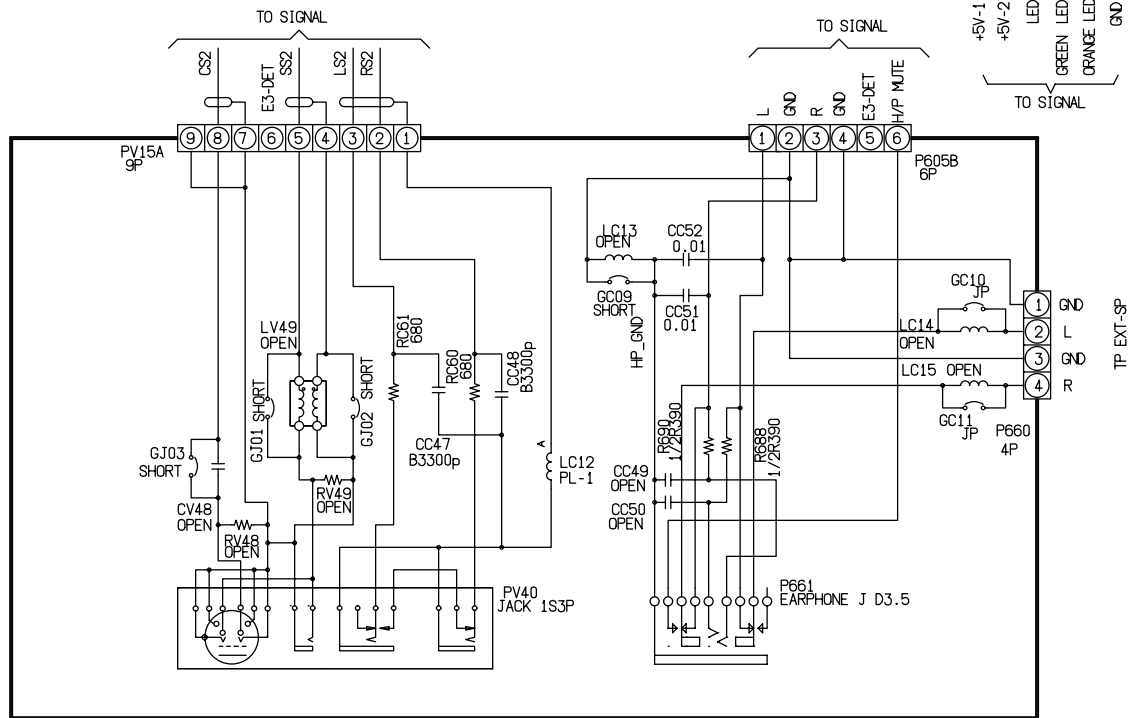 TO SIGNAL
CS2
E3-DET
SS2
LS2
RS2
9
8
7
6
5
4
3
2
1
PV15A
9P
TO SIGNAL
L
GND
R
GND
E3-DET
H/P MUTE
1
2
3
4
5
6
P605B
6P
+5V-1
+5V-2
LED
GREEN LED
ORANGE LED
GND
TO SIGNAL
LC13
OPEN
CC52
0.01
GC09
SHORT
CC51
0.01
HP_GND
GC10
JP
LC14
OPEN
LC15 OPEN
GC11
JP
1
GND
2
L
3
GND
4
R
TP EXT-SP
P660
4P
LV49
OPEN
GJ01 SHORT
GJ02 SHORT
RC61
680
RC60
680
CC48
B3300p
CC47
B3300p
GJ03
SHORT
CV48
OPEN
RV48
OPEN
RV49
OPEN
A
LC12
PL-1
R690
1/2R390
R688
1/2R390
CC49
OPEN
CC50
OPEN
PV40
JACK 1S3P
P661
EARPHONE J D3.5